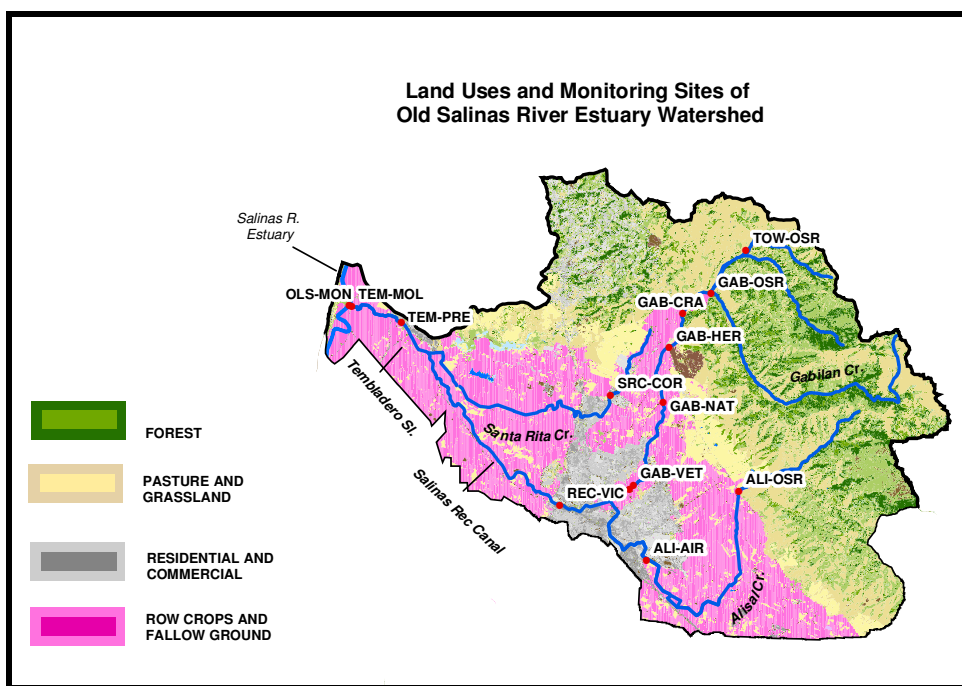 Land Uses and Monitoring Sites of
Old Salinas River Estuary Watershed
Salinas R.
Estuary
TOW-OSR
OLS-MON
TEM-MOL
GAB-OSR
GAB-CRA
TEM-PRE
GAB-HER
Gabilan Cr.
Tembladero Sl.
SRC-COR
GAB-NAT
Santa Rita Cr.
FOREST
GAB-VET
ALI-OSR
PASTURE AND
GRASSLAND
REC-VIC
Salinas Rec Canal
ALI-AIR
RESIDENTIAL AND
COMMERCIAL
Alisal Cr.
ROW CROPS AND
FALLOW GROUND